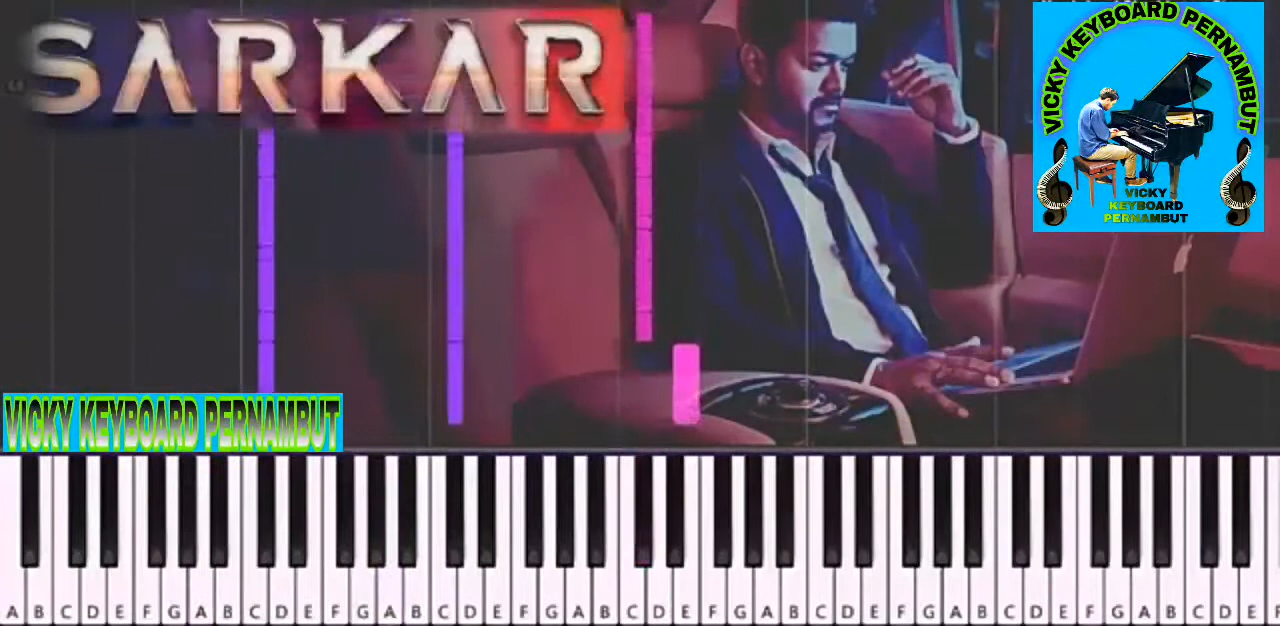 SARKAR
VICKY KEYBOARD PERNAMBUT
VICKY
KEYBOARD
PERNAMBUT
VICKY KEYBOARD PERNAMBUT
A B C D E F G A B C D E F G A B C D E F G A B C D E F G A B C D E F G A B C D E F G A B C D E F